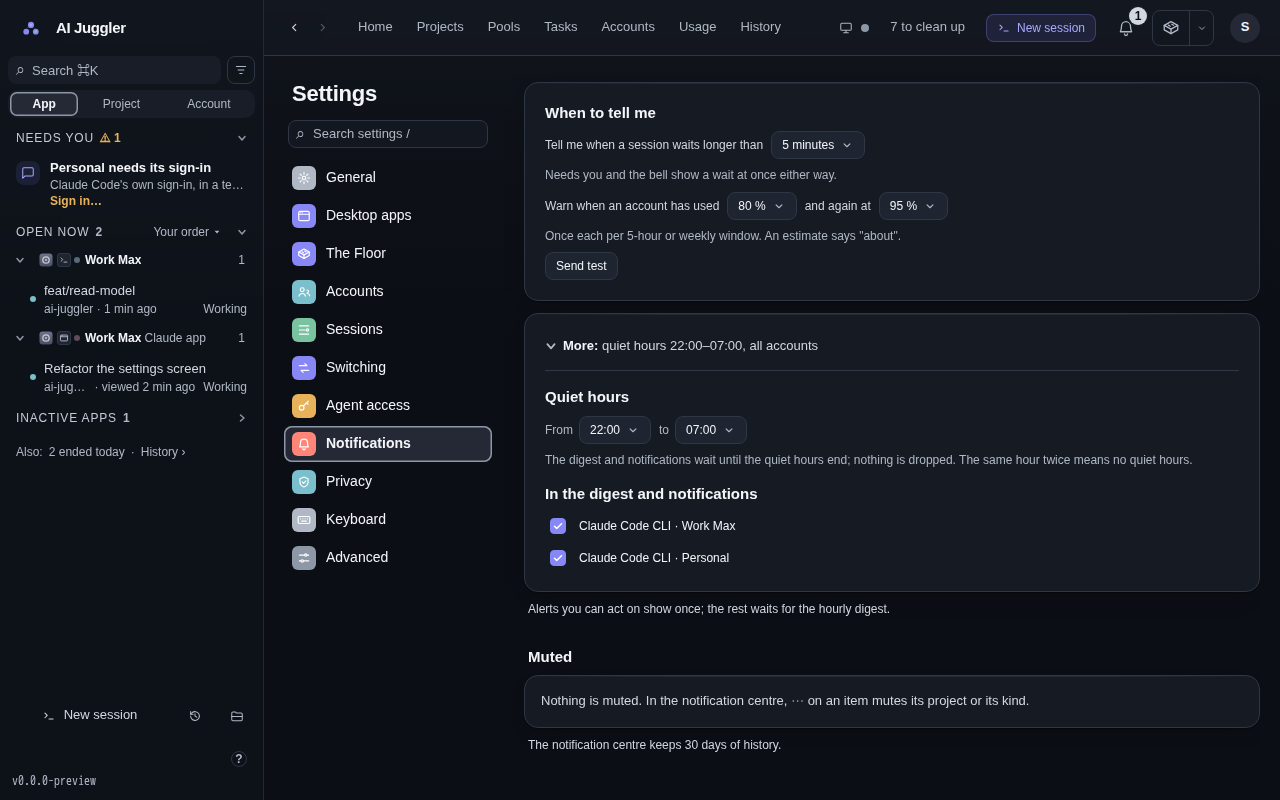 AI Juggler
Search ⌘K
App
Project
Account
NEEDS YOU ⚠ 1
Personal needs its sign-in
Claude Code's own sign-in, in a te…
Sign in…
OPEN NOW 2
Your order
Work Max
1
feat/read-model
ai-juggler · 1 min ago
Working
Work Max Claude app
1
Refactor the settings screen
ai-jug… · viewed 2 min ago
Working
INACTIVE APPS 1
Also: 2 ended today · History ›
New session
?
v0.0.0-preview
Home
Projects
Pools
Tasks
Accounts
Usage
History
7 to clean up
New session
1
S
Settings
Search settings /
General
Desktop apps
The Floor
Accounts
Sessions
Switching
Agent access
Notifications
Privacy
Keyboard
Advanced
When to tell me
Tell me when a session waits longer than 5 minutes
Needs you and the bell show a wait at once either way.
Warn when an account has used 80 % and again at 95 %
Once each per 5-hour or weekly window. An estimate says "about".
Send test
More: quiet hours 22:00–07:00, all accounts
Quiet hours
From 22:00 to 07:00
The digest and notifications wait until the quiet hours end; nothing is dropped. The same hour twice means no quiet hours.
In the digest and notifications
Claude Code CLI · Work Max
Claude Code CLI · Personal
Alerts you can act on show once; the rest waits for the hourly digest.
Muted
Nothing is muted. In the notification centre, ⋯ on an item mutes its project or its kind.
The notification centre keeps 30 days of history.